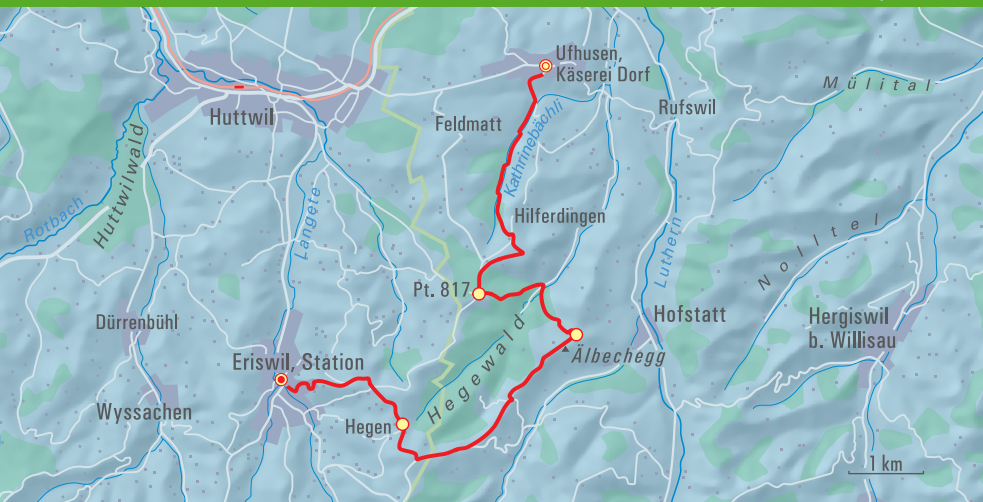 Ufhusen,
Käserei Dorf
Mülital
Rufswil
Huttwil
Feldmatt
Kathrinebächli
Huttwilwald
Rotbach
Langete
Hilferdingen
Luthern
Nolltel
Pt. 817
Hofstatt
Hergiswil
b. Willisau
Dürrenbühl
Hegewald
Älbechegg
Eriswil, Station
Wyssachen
Hegen
1 km